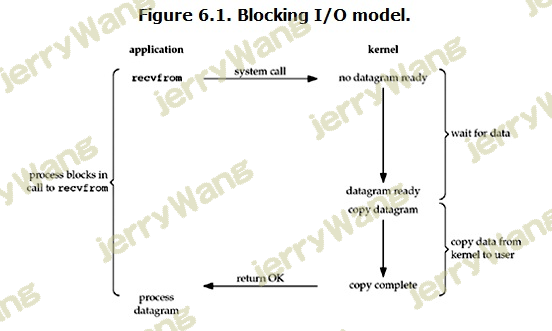 Figure 6.1. Blocking I/O model.
application
kernel
recvfrom
system call
no datagram ready
wait for data
process blocks in
call to recvfrom
datagram ready
copy datagram
copy data from
kernel to user
return OK
copy complete
process
datagram
jerryWang
jerryWang
jerryWang
jerryWang
jerryWang
jerryWang
jerryWang
jerryWang